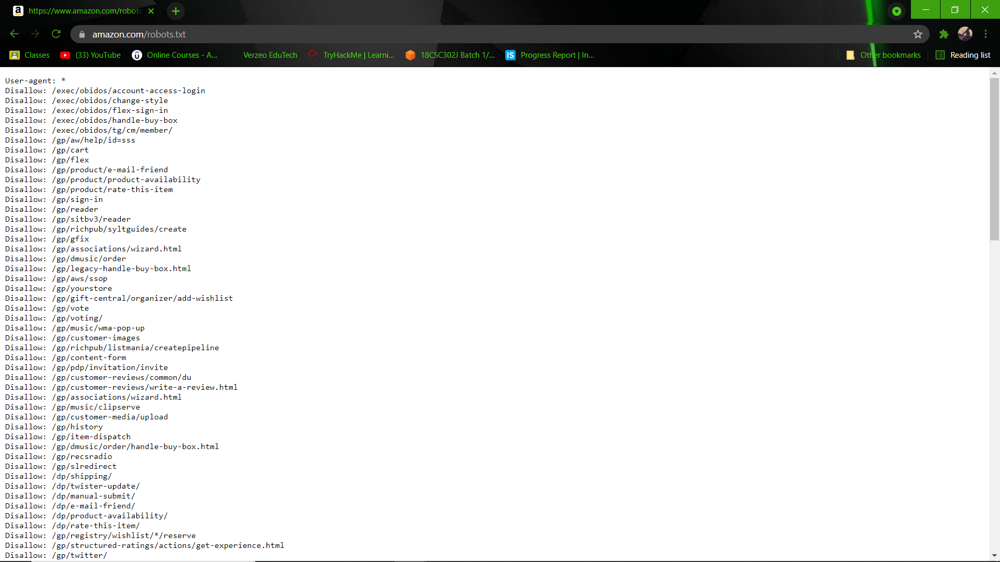 https://www.amazon.com/robots
amazon.com/robots.txt
Classes
(33) YouTube
Online Courses - A...
Verzeo EduTech
TryHackMe | Learni...
18CSC302J Batch 1/...
IS
Progress Report | In...
Other bookmarks
Reading list
User-agent: *
Disallow: /exec/obidos/account-access-login
Disallow: /exec/obidos/change-style
Disallow: /exec/obidos/flex-sign-in
Disallow: /exec/obidos/handle-buy-box
Disallow: /exec/obidos/tg/cm/member/
Disallow: /gp/aw/help/id=sss
Disallow: /gp/cart
Disallow: /gp/flex
Disallow: /gp/product/e-mail-friend
Disallow: /gp/product/product-availability
Disallow: /gp/product/rate-this-item
Disallow: /gp/sign-in
Disallow: /gp/reader
Disallow: /gp/sitbv3/reader
Disallow: /gp/richpub/syltguides/create
Disallow: /gp/gfix
Disallow: /gp/associations/wizard.html
Disallow: /gp/dmusic/order
Disallow: /gp/legacy-handle-buy-box.html
Disallow: /gp/aws/ssop
Disallow: /gp/yourstore
Disallow: /gp/gift-central/organizer/add-wishlist
Disallow: /gp/vote
Disallow: /gp/voting/
Disallow: /gp/music/wma-pop-up
Disallow: /gp/customer-images
Disallow: /gp/richpub/listmania/createpipeline
Disallow: /gp/content-form
Disallow: /gp/pdp/invitation/invite
Disallow: /gp/customer-reviews/common/du
Disallow: /gp/customer-reviews/write-a-review.html
Disallow: /gp/associations/wizard.html
Disallow: /gp/music/clipserve
Disallow: /gp/customer-media/upload
Disallow: /gp/history
Disallow: /gp/item-dispatch
Disallow: /gp/dmusic/order/handle-buy-box.html
Disallow: /gp/recsradio
Disallow: /gp/slredirect
Disallow: /dp/shipping/
Disallow: /dp/twister-update/
Disallow: /dp/manual-submit/
Disallow: /dp/e-mail-friend/
Disallow: /dp/product-availability/
Disallow: /dp/rate-this-item/
Disallow: /gp/registry/wishlist/*/reserve
Disallow: /gp/structured-ratings/actions/get-experience.html
Disallow: /gp/twitter/